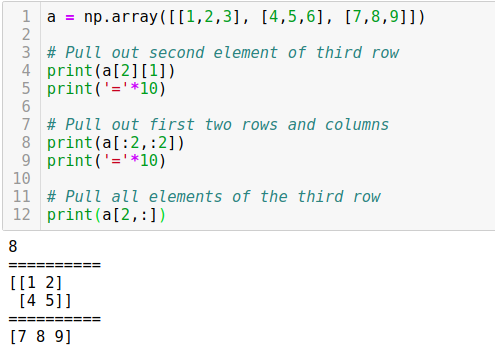 1 a = np.array([[1,2,3], [4,5,6], [7,8,9]])
2
3 # Pull out second element of third row
4 print(a[2][1])
5 print('='*10)
6
7 # Pull out first two rows and columns
8 print(a[:2,:2])
9 print('='*10)
10
11 # Pull all elements of the third row
12 print(a[2,:])
8
==========
[[1 2]
 [4 5]]
==========
[7 8 9]